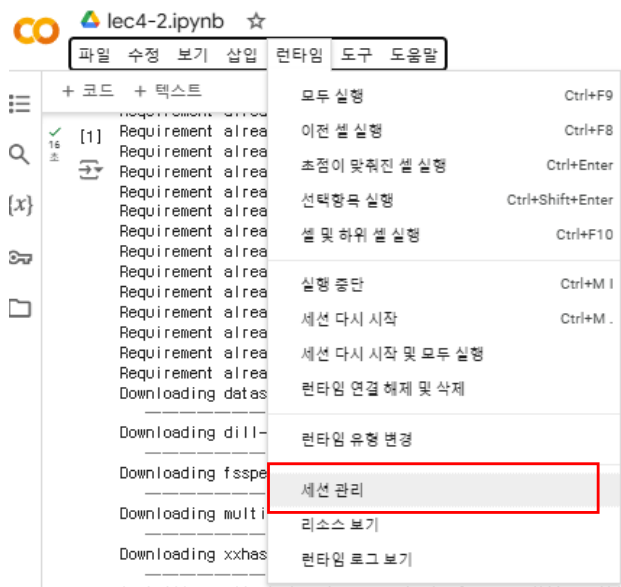 lec4-2.ipynb
파일 수정 보기 삽입 런타임 도구 도움말
+ 코드 + 텍스트
16
초
[1]
{x}
Requirement alrea
Requirement alrea
Requirement alrea
Requirement alrea
Requirement alrea
Requirement alrea
Requirement alrea
Requirement alrea
Requirement alrea
Requirement alrea
Requirement alrea
Requirement alrea
Requirement alrea
Downloading datas
Downloading dill-
Downloading fsspe
Downloading multi
Downloading xxhas
모두 실행 Ctrl+F9
이전 셀 실행 Ctrl+F8
초점이 맞춰진 셀 실행 Ctrl+Enter
선택항목 실행 Ctrl+Shift+Enter
셀 및 하위 셀 실행 Ctrl+F10
실행 중단 Ctrl+M I
세션 다시 시작 Ctrl+M .
세션 다시 시작 및 모두 실행
런타임 연결 해제 및 삭제
런타임 유형 변경
세션 관리
리소스 보기
런타임 로그 보기